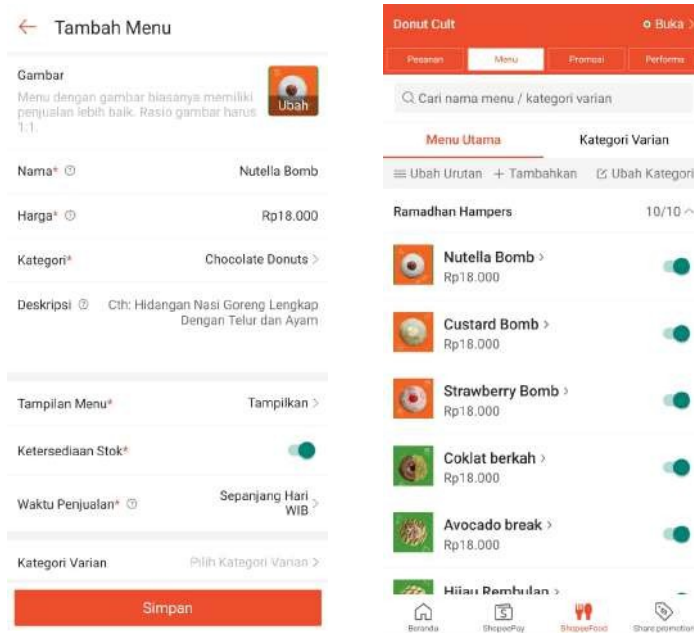 Tambah Menu
Gambar
Menu dengan gambar biasanya memiliki
penjualan lebih baik. Rasio gambar harus
1:1.
Ubah
Nama*
Nutella Bomb
Harga*
Rp18.000
Kategori*
Chocolate Donuts
Deskripsi
Cth: Hidangan Nasi Goreng Lengkap
Dengan Telur dan Ayam
Tampilan Menu*
Tampilkan
Ketersediaan Stok*
Waktu Penjualan*
Sepanjang Hari
WIB
Kategori Varian
Pilih Kategori Varian
Simpan
Donut Cult
Buka
Pesanan
Menu
Promosi
Performa
Cari nama menu / kategori varian
Menu Utama
Kategori Varian
Ubah Urutan
+ Tambahkan
Ubah Kategori
Ramadhan Hampers
10/10
Nutella Bomb
Rp18.000
Custard Bomb
Rp18.000
Strawberry Bomb
Rp18.000
Coklat berkah
Rp18.000
Avocado break
Rp18.000
Hijau Rembulan
Beranda
ShopeePay
ShopeeFood
Share promotion